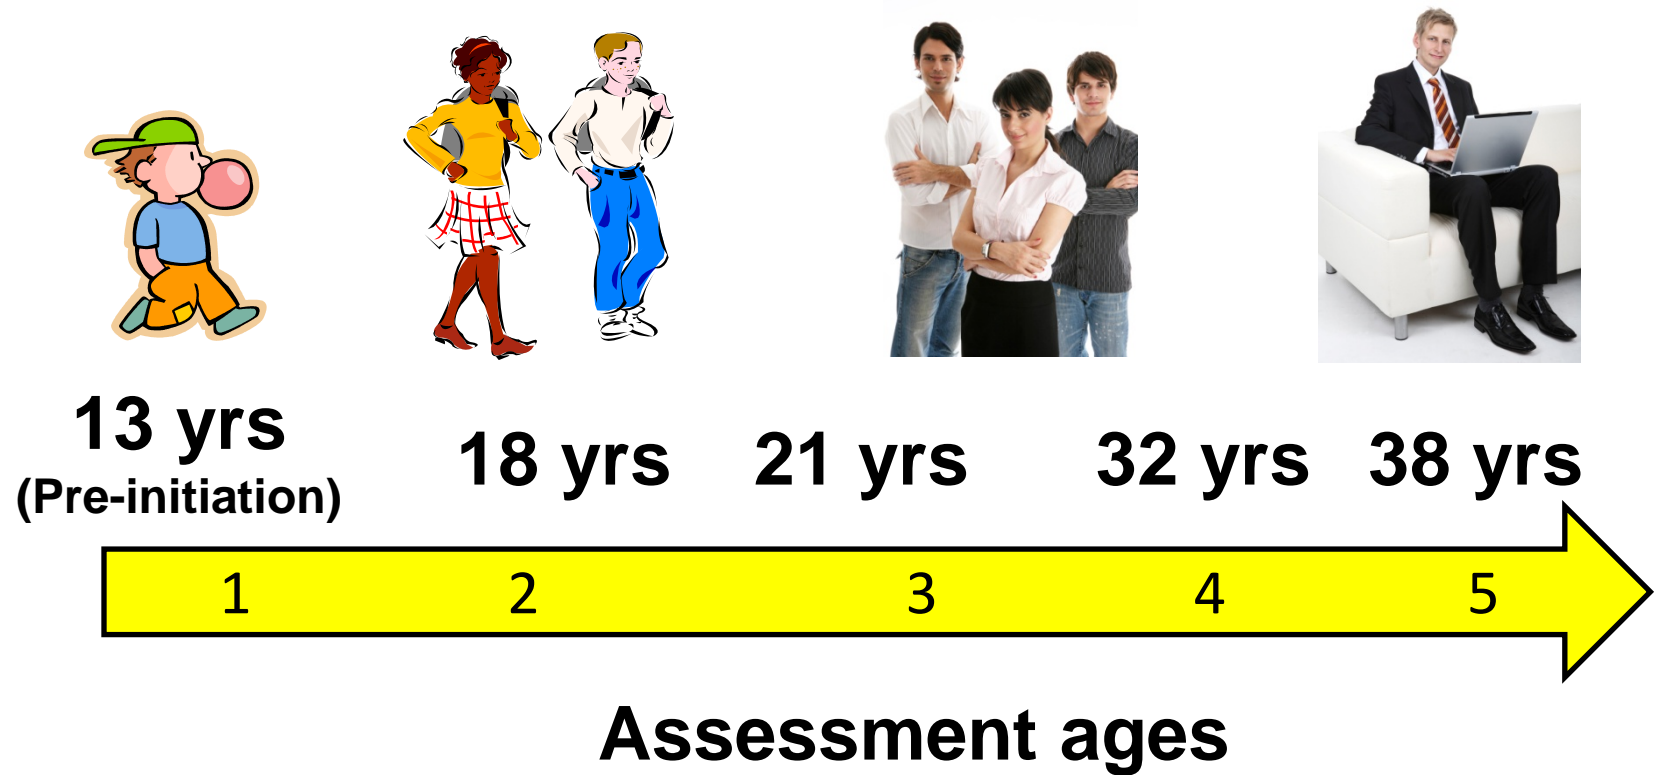 13 yrs
(Pre-initiation)
18 yrs
21 yrs
32 yrs
38 yrs
1
2
3
4
5
Assessment ages